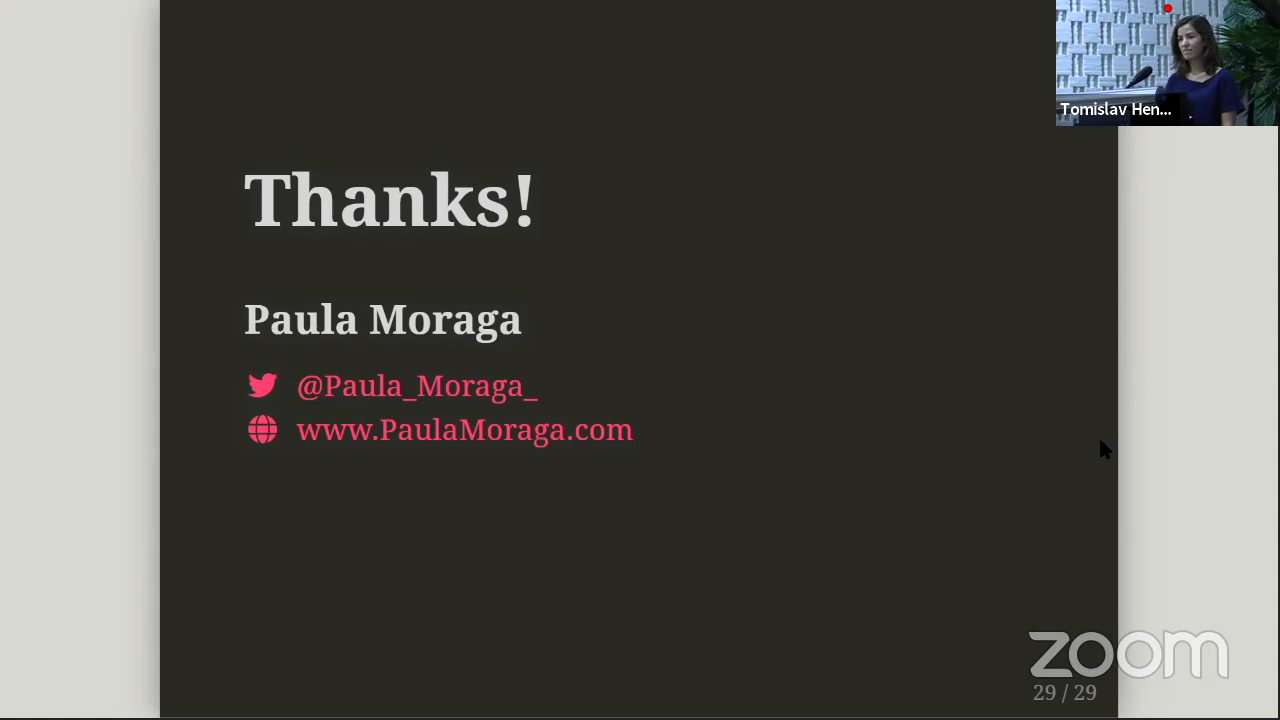 Tomislav Hen...
Thanks!
Paula Moraga
@Paula_Moraga_
www.PaulaMoraga.com
zoom
29 / 29